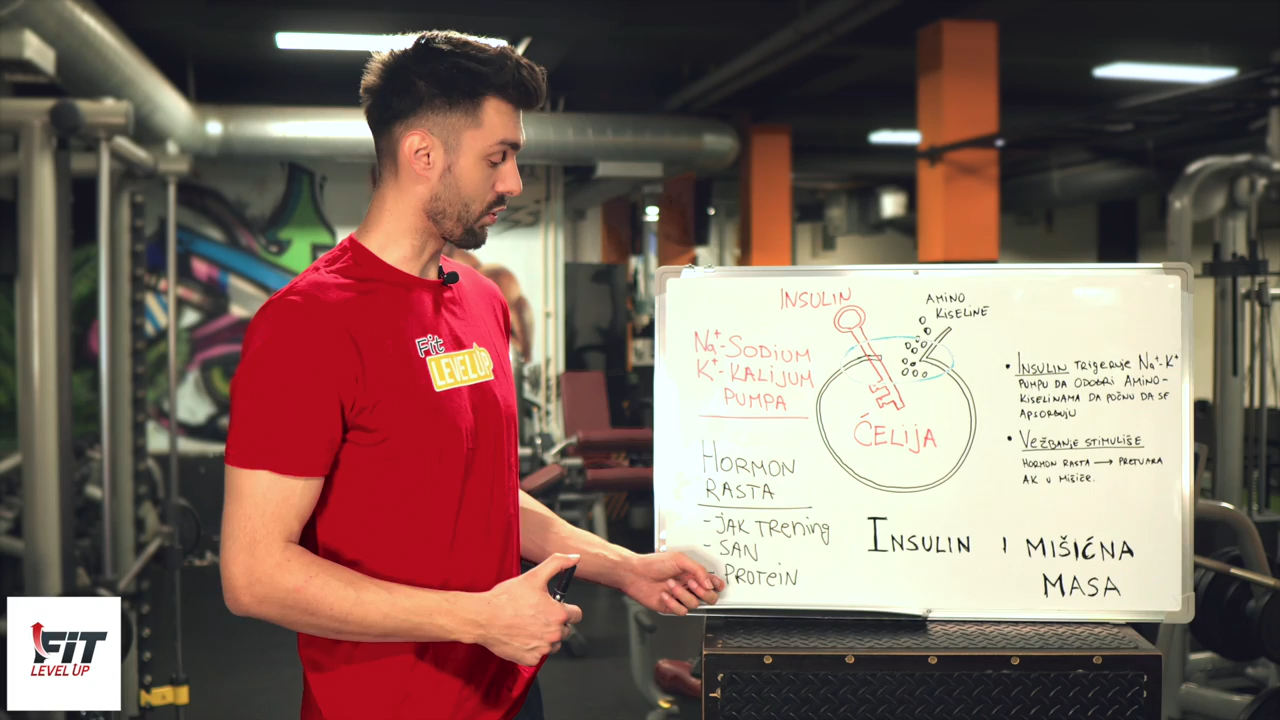 Fit
LEVEL UP
INSULIN
AMINO
KISELINE
Na⁺-SODIUM
K⁺-KALIJUM
PUMPA
ĆELIJA
HORMON
RASTA
-JAK TRENING
-SAN
- PROTEIN
• INSULIN TRIGERUJE Na⁺-K⁺
PUMPU DA ODOBRI AMINO-
KISELINAMA DA POČNU DA SE
APSORBUJU
• VEŽBANJE STIMULIŠE
HORMON RASTA → PRETVARA
AK U MIŠIĆE.
INSULIN I MIŠIĆNA
MASA
FIT
LEVEL UP